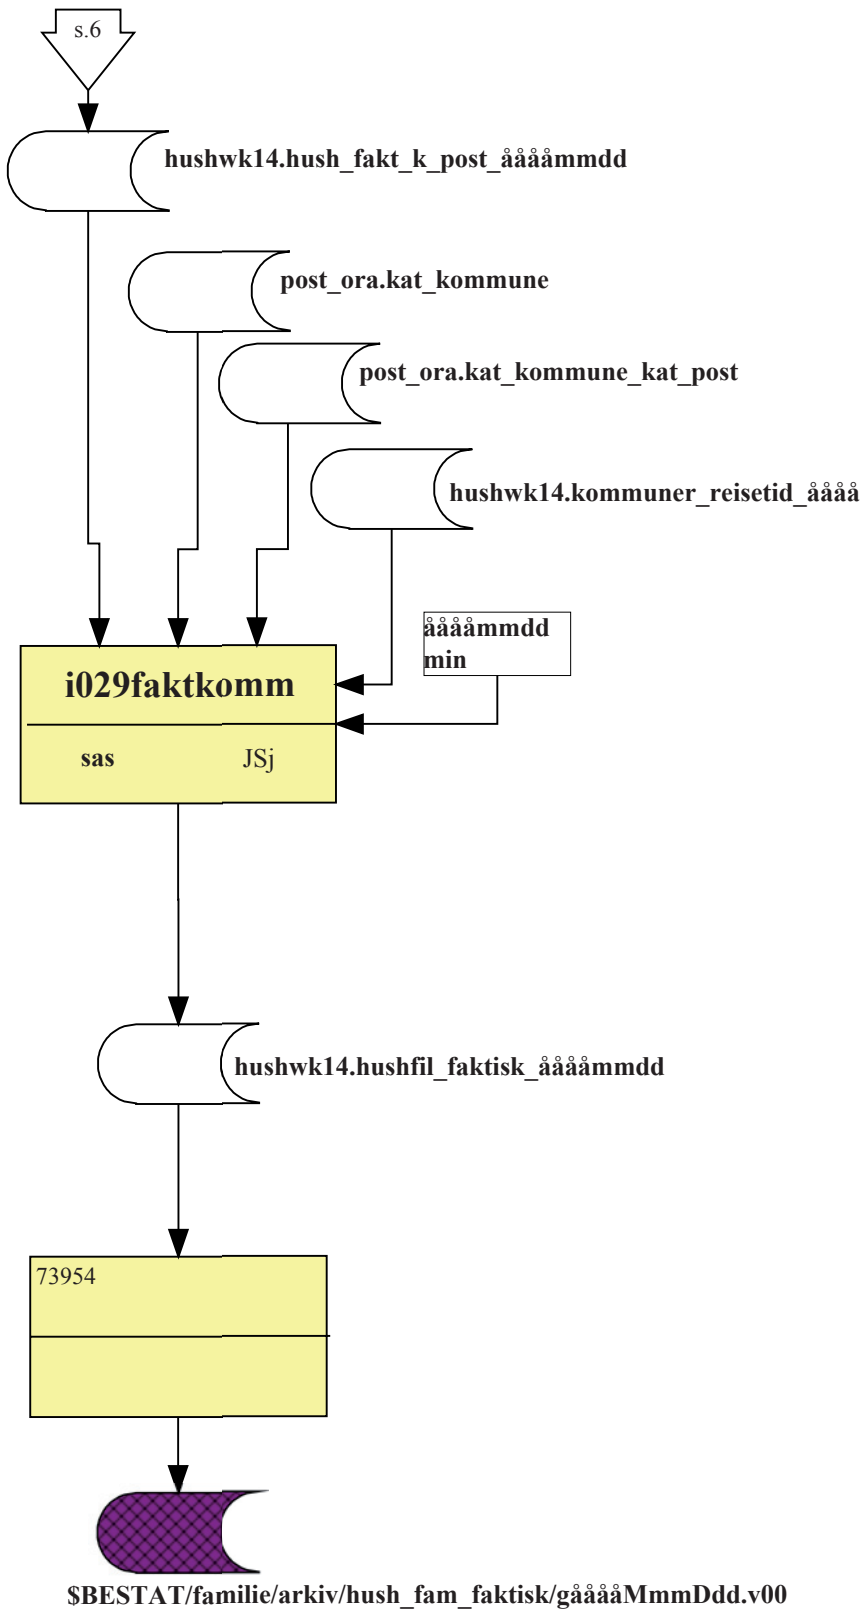 s.6
hushwk14.hush_fakt_k_post_ååååmmdd
post_ora.kat_kommune
post_ora.kat_kommune_kat_post
hushwk14.kommuner_reisetid_åååå
ååååmmdd
min
i029faktkomm
sas JSj
hushwk14.hushfil_faktisk_ååååmmdd
73954
$BESTAT/familie/arkiv/hush_fam_faktisk/gååååMmmDdd.v00